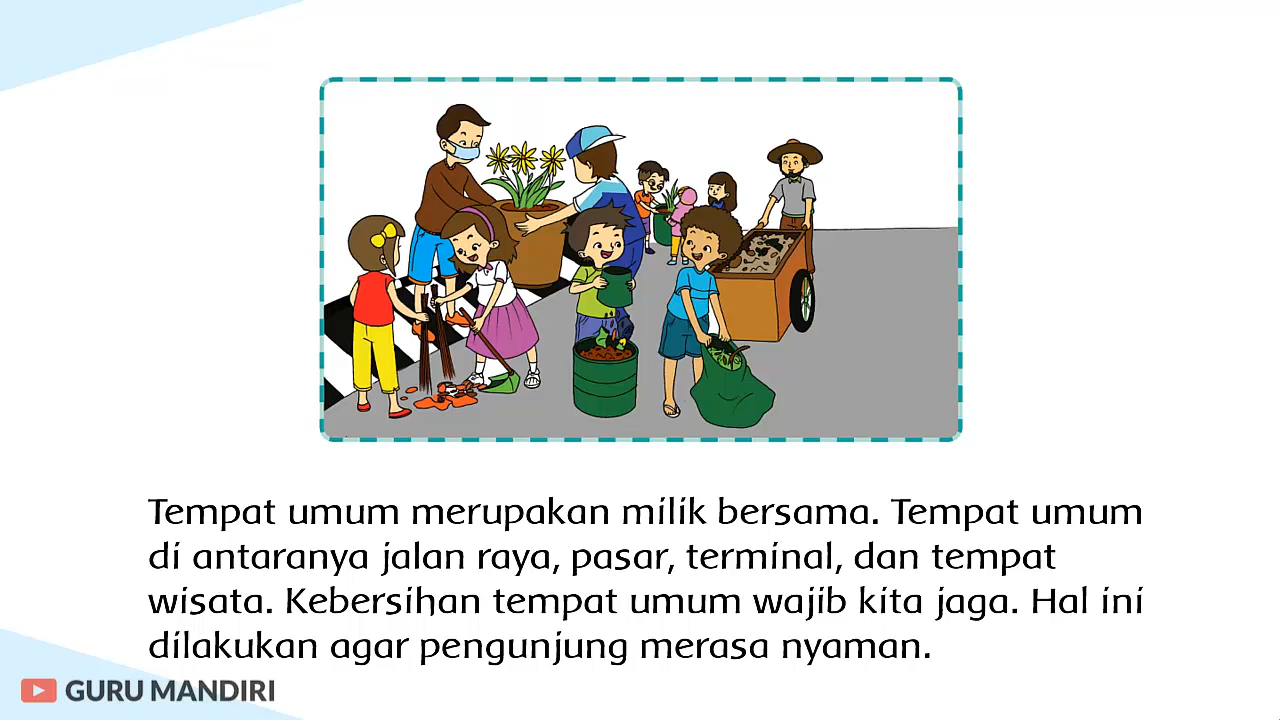 Tempat umum merupakan milik bersama. Tempat umum
di antaranya jalan raya, pasar, terminal, dan tempat
wisata. Kebersihan tempat umum wajib kita jaga. Hal ini
dilakukan agar pengunjung merasa nyaman.
GURU MANDIRI